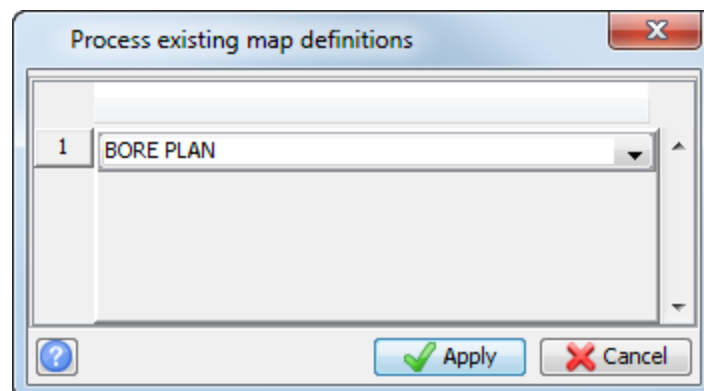 Process existing map definitions
1 BORE PLAN
Apply Cancel